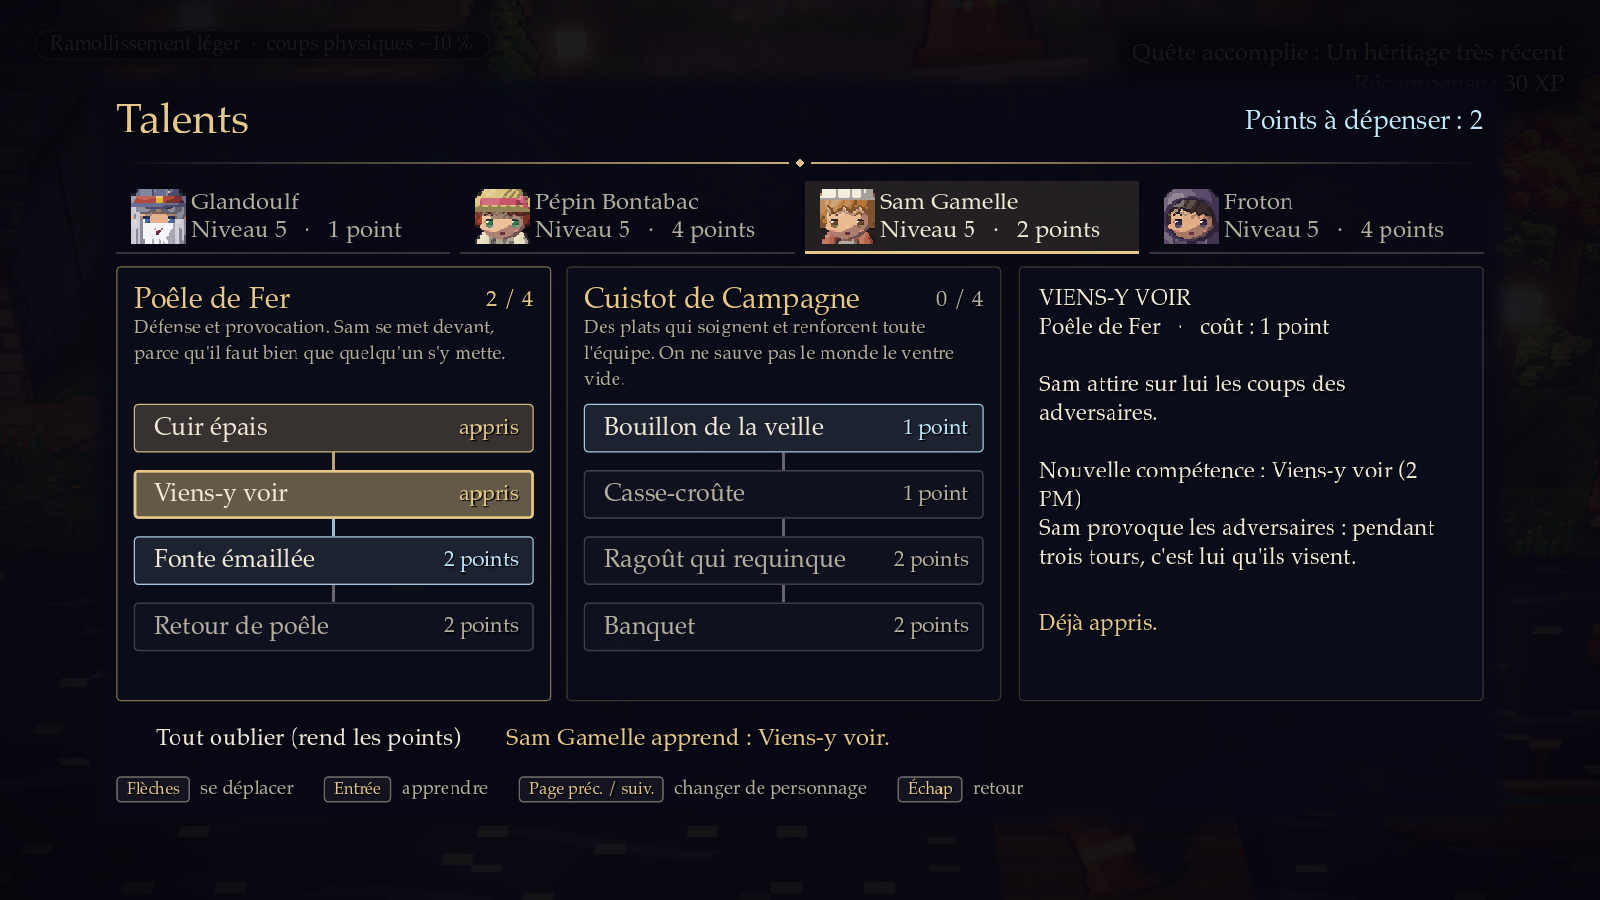 Ramollissement léger · coups physiques −10 %
Quête accomplie : Un héritage très récent
Récompense : 30 XP
Talents
Points à dépenser : 2
Glandoulf
Niveau 5 · 1 point
Pépin Bontabac
Niveau 5 · 4 points
Sam Gamelle
Niveau 5 · 2 points
Froton
Niveau 5 · 4 points
Poêle de Fer 2 / 4
Défense et provocation. Sam se met devant,
parce qu'il faut bien que quelqu'un s'y mette.
Cuir épais appris
Viens-y voir appris
Fonte émaillée 2 points
Retour de poêle 2 points
Cuistot de Campagne 0 / 4
Des plats qui soignent et renforcent toute
l'équipe. On ne sauve pas le monde le ventre
vide.
Bouillon de la veille 1 point
Casse-croûte 1 point
Ragoût qui requinque 2 points
Banquet 2 points
VIENS-Y VOIR
Poêle de Fer · coût : 1 point
Sam attire sur lui les coups des
adversaires.
Nouvelle compétence : Viens-y voir (2
PM)
Sam provoque les adversaires : pendant
trois tours, c'est lui qu'ils visent.
Déjà appris.
Tout oublier (rend les points)
Sam Gamelle apprend : Viens-y voir.
Flèches se déplacer Entrée apprendre Page préc. / suiv. changer de personnage Échap retour